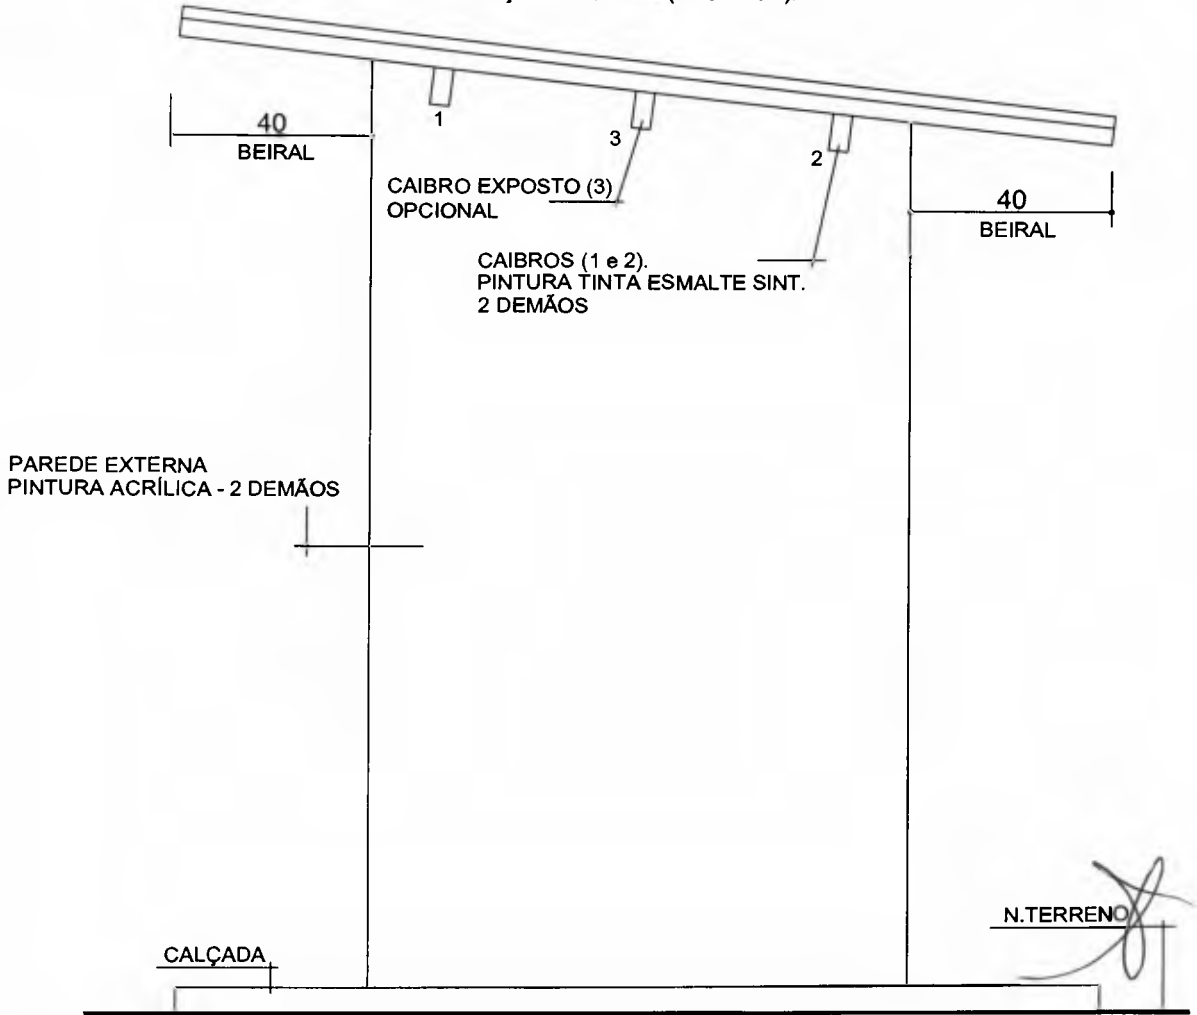 1
40
BEIRAL
3
2
CAIBRO EXPOSTO (3)
OPCIONAL
40
BEIRAL
CAIBROS (1 e 2).
PINTURA TINTA ESMALTE SINT.
2 DEMÃOS
PAREDE EXTERNA
PINTURA ACRÍLICA - 2 DEMÃOS
N.TERRENO
CALÇADA